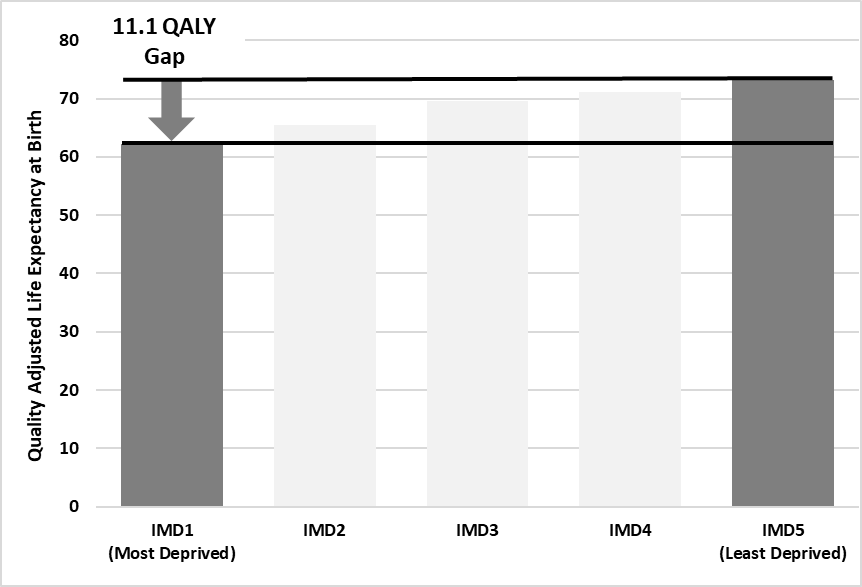 11.1 QALY
Gap
Quality Adjusted Life Expectancy at Birth
80
70
60
50
40
30
20
10
0
IMD1
(Most Deprived)
IMD2
IMD3
IMD4
IMD5
(Least Deprived)